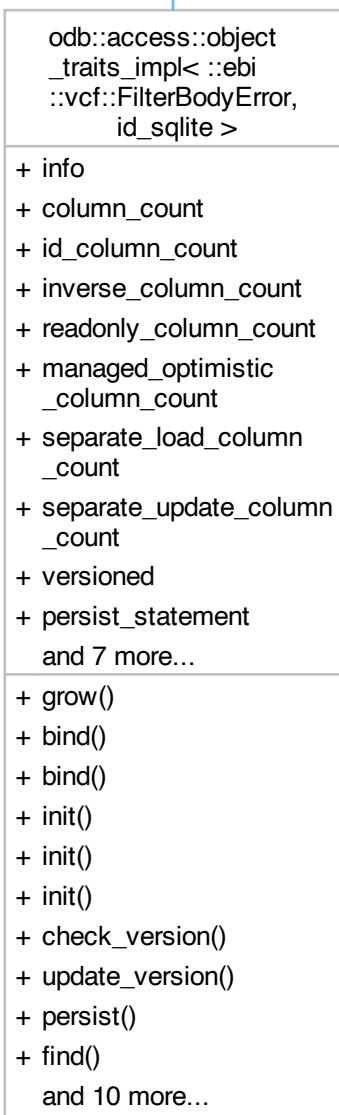 odb::access::object
_traits_impl< ::ebi
::vcf::FilterBodyError,
id_sqlite >
+ info
+ column_count
+ id_column_count
+ inverse_column_count
+ readonly_column_count
+ managed_optimistic
_column_count
+ separate_load_column
_count
+ separate_update_column
_count
+ versioned
+ persist_statement
and 7 more...
+ grow()
+ bind()
+ bind()
+ init()
+ init()
+ init()
+ check_version()
+ update_version()
+ persist()
+ find()
and 10 more...